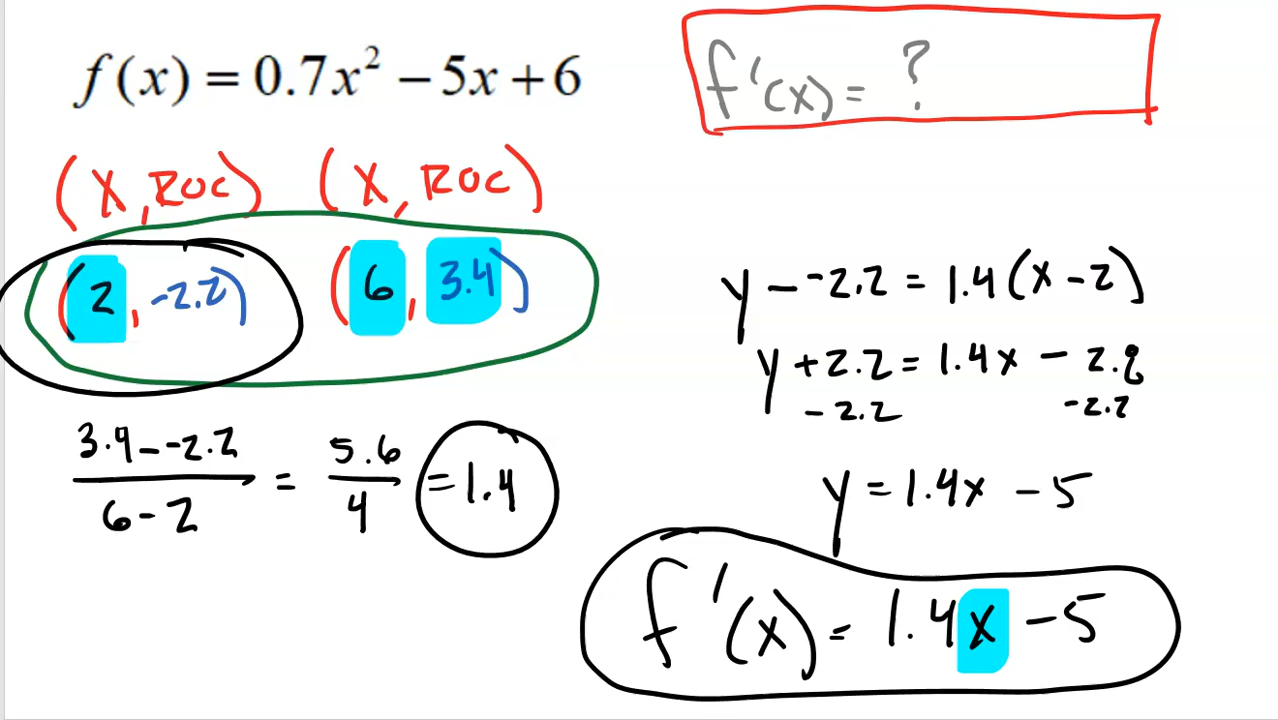 f(x) = 0.7x² − 5x + 6
f'(x) = ?
(X, ROC) (X, ROC)
(2, -2.2) (6, 3.4)
y - -2.2 = 1.4(x - 2)
y + 2.2 = 1.4x - 2.8
- 2.2 -2.2
3.4 - -2.2 / 6 - 2 = 5.6 / 4 = 1.4
y = 1.4x - 5
f'(x) = 1.4x - 5